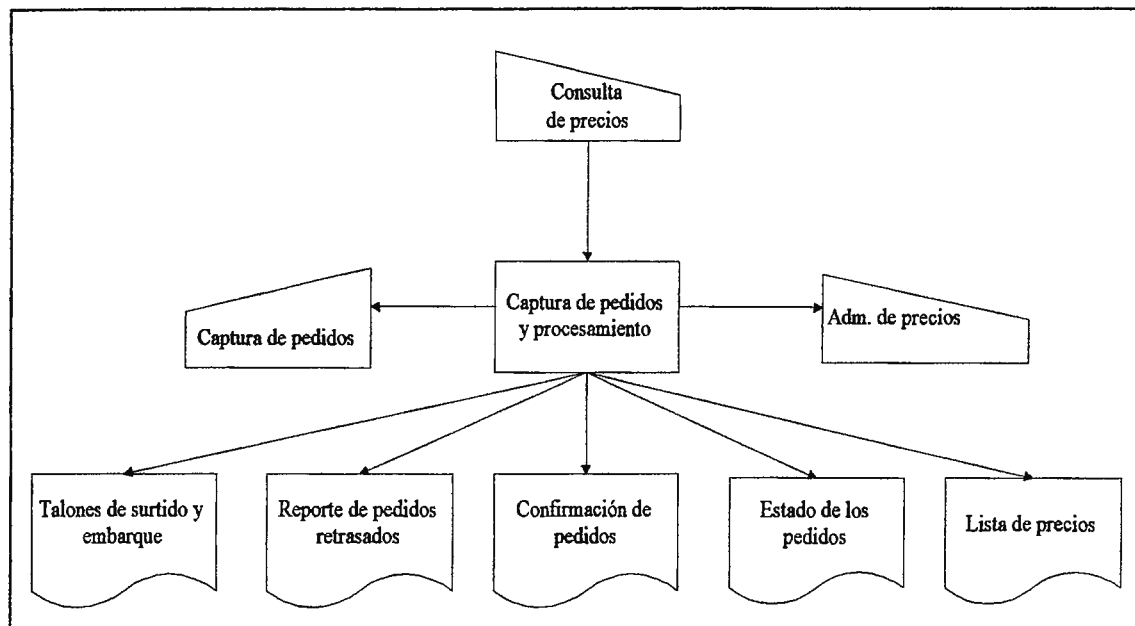 Consulta
de precios
Captura de pedidos
Captura de pedidos
y procesamiento
Adm. de precios
Talones de surtido y
embarque
Reporte de pedidos
retrasados
Confirmación de
pedidos
Estado de los
pedidos
Lista de precios